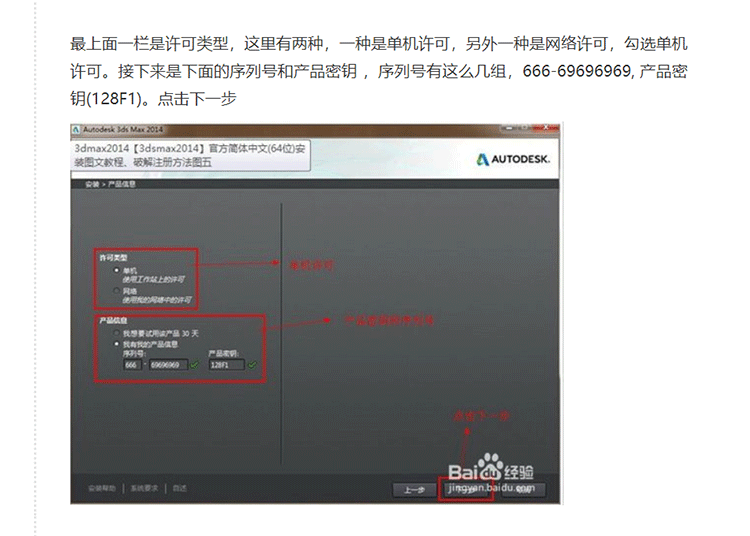 最上面一栏是许可类型，这里有两种，一种是单机许可，另外一种是网络许可，勾选单机
许可。接下来是下面的序列号和产品密钥 ，序列号有这么几组，666-69696969, 产品密
钥(128F1)。点击下一步
Autodesk 3ds Max 2014
3dmax2014【3dsmax2014】官方简体中文(64位)安
装图文教程、破解注册方法图五
AUTODESK.
安装 > 产品信息
许可类型
单机
使用工作站上的许可
单机许可
网络
使用我的网络中的许可
产品信息
我想要试用该产品 30 天
我有我的产品信息
序列号: 产品密钥:
666 - 69696969 128F1
点击下一步
Baidu 经验
jingyan.baidu.com
安装帮助 | 系统要求 | 自述
上一步